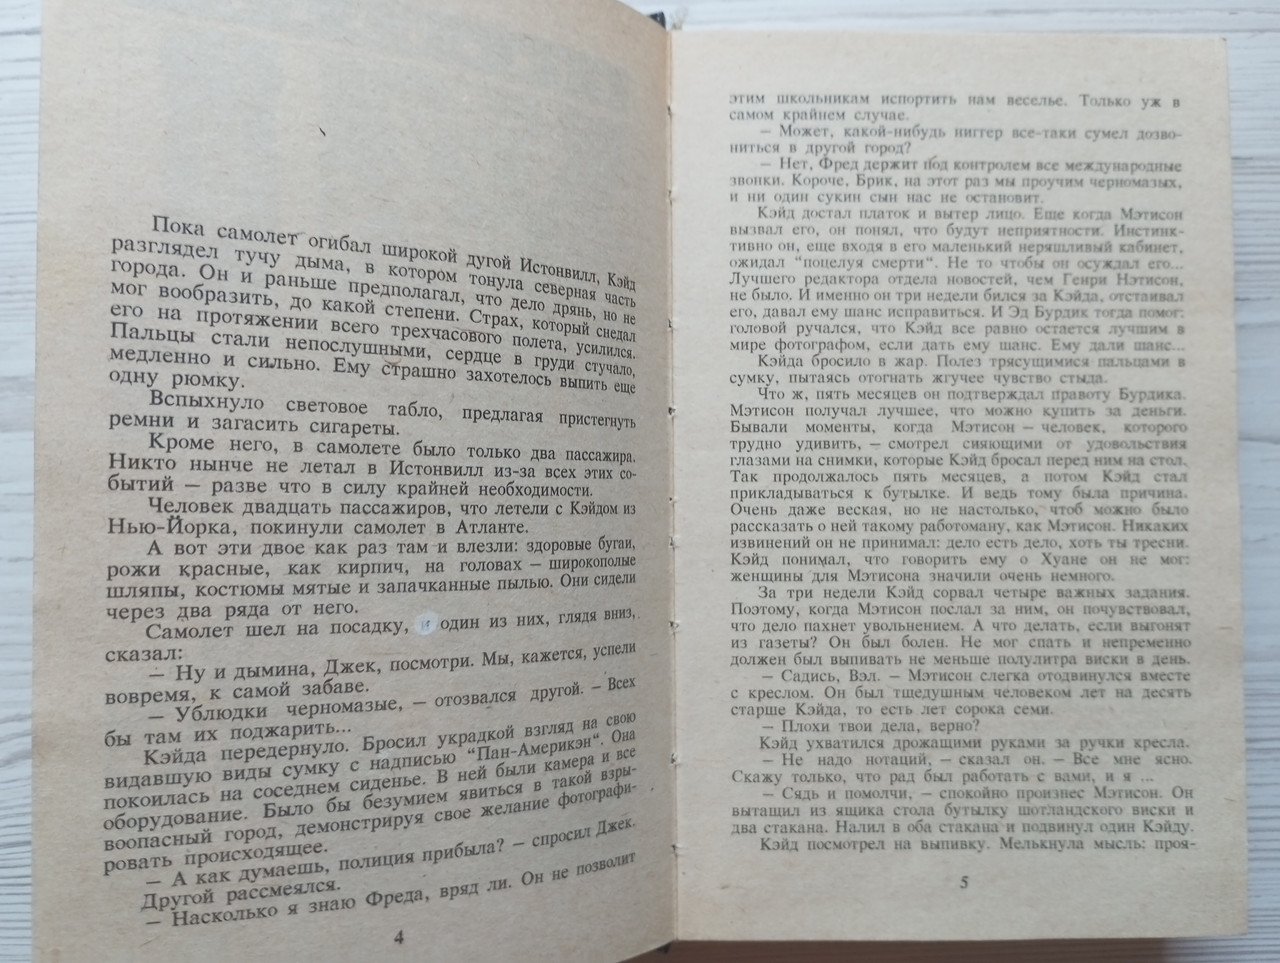 Пока самолет огибал широкой дугой Истонвилл, Кэйд
разглядел тучу дыма, в котором тонула северная часть
города. Он и раньше предполагал, что дело дрянь, но не
мог вообразить, до какой степени. Страх, который снедал
его на протяжении всего трехчасового полета, усилился.
Пальцы стали непослушными, сердце в груди стучало,
медленно и сильно. Ему страшно захотелось выпить еще
одну рюмку.
Вспыхнуло световое табло, предлагая пристегнуть
ремни и загасить сигареты.
Кроме него, в самолете было только два пассажира.
Никто нынче не летал в Истонвилл из-за всех этих со-
бытий — разве что в силу крайней необходимости.
Человек двадцать пассажиров, что летели с Кэйдом из
Нью-Йорка, покинули самолет в Атланте.
А вот эти двое как раз там и влезли: здоровые бугаи,
рожи красные, как кирпич, на головах — широкополые
шляпы, костюмы мятые и запачканные пылью. Они сидели
через два ряда от него.
Самолет шел на посадку, и один из них, глядя вниз,
сказал:
— Ну и дымина, Джек, посмотри. Мы, кажется, успели
вовремя, к самой забаве.
— Ублюдки черномазые, — отозвался другой. — Всех
бы там их поджарить...
Кэйда передернуло. Бросил украдкой взгляд на свою
видавшую виды сумку с надписью "Пан-Америкэн". Она
покоилась на соседнем сиденье. В ней были камера и все
оборудование. Было бы безумием явиться в такой взры-
воопасный город, демонстрируя свое желание фотографи-
ровать происходящее.
— А как думаешь, полиция прибыла? — спросил Джек.
Другой рассмеялся.
— Насколько я знаю Фреда, вряд ли. Он не позволит
4
этим школьникам испортить нам веселье. Только уж в
самом крайнем случае.
— Может, какой-нибудь ниггер все-таки сумел дозво-
ниться в другой город?
— Нет, Фред держит под контролем все международные
звонки. Короче, Брик, на этот раз мы проучим черномазых,
и ни один сукин сын нас не остановит.
Кэйд достал платок и вытер лицо. Еще когда Мэтисон
вызвал его, он понял, что будут неприятности. Инстинк-
тивно он, еще входя в его маленький неряшливый кабинет,
ожидал "поцелуя смерти". Не то чтобы он осуждал его...
Лучшего редактора отдела новостей, чем Генри Мэтисон,
не было. И именно он три недели бился за Кэйда, отстаивал
его, давал ему шанс исправиться. И Эд Бурдик тогда помог:
головой ручался, что Кэйд все равно остается лучшим в
мире фотографом, если дать ему шанс. Ему дали шанс...
Кэйда бросило в жар. Полез трясущимися пальцами в
сумку, пытаясь отогнать жгучее чувство стыда.
Что ж, пять месяцев он подтверждал правоту Бурдика.
Мэтисон получал лучшее, что можно купить за деньги.
Бывали моменты, когда Мэтисон — человек, которого
трудно удивить, — смотрел сияющими от удовольствия
глазами на снимки, которые Кэйд бросал перед ним на стол.
Так продолжалось пять месяцев, а потом Кэйд стал
прикладываться к бутылке. И ведь тому была причина.
Очень даже веская, но не настолько, чтоб можно было
рассказать о ней такому работоману, как Мэтисон. Никаких
извинений он не принимал: дело есть дело, хоть ты тресни.
Кэйд понимал, что говорить ему о Хуане он не мог:
женщины для Мэтисона значили очень немного.
За три недели Кэйд сорвал четыре важных задания.
Поэтому, когда Мэтисон послал за ним, он почувствовал,
что дело пахнет увольнением. А что делать, если выгонят
из газеты? Он был болен. Не мог спать и непременно
должен был выпивать не меньше полулитра виски в день.
— Садись, Вэл. — Мэтисон слегка отодвинулся вместе
с креслом. Он был тщедушным человеком лет на десять
старше Кэйда, то есть лет сорока семи.
— Плохи твои дела, верно?
Кэйд ухватился дрожащими руками за ручки кресла.
— Не надо нотаций, — сказал он. — Все мне ясно.
Скажу только, что рад был работать с вами, и я ...
— Сядь и помолчи, — спокойно произнес Мэтисон. Он
вытащил из ящика стола бутылку шотландского виски и
два стакана. Налил в оба стакана и подвинул один Кэйду.
Кэйд посмотрел на выпивку. Мелькнула мысль: проя-
5